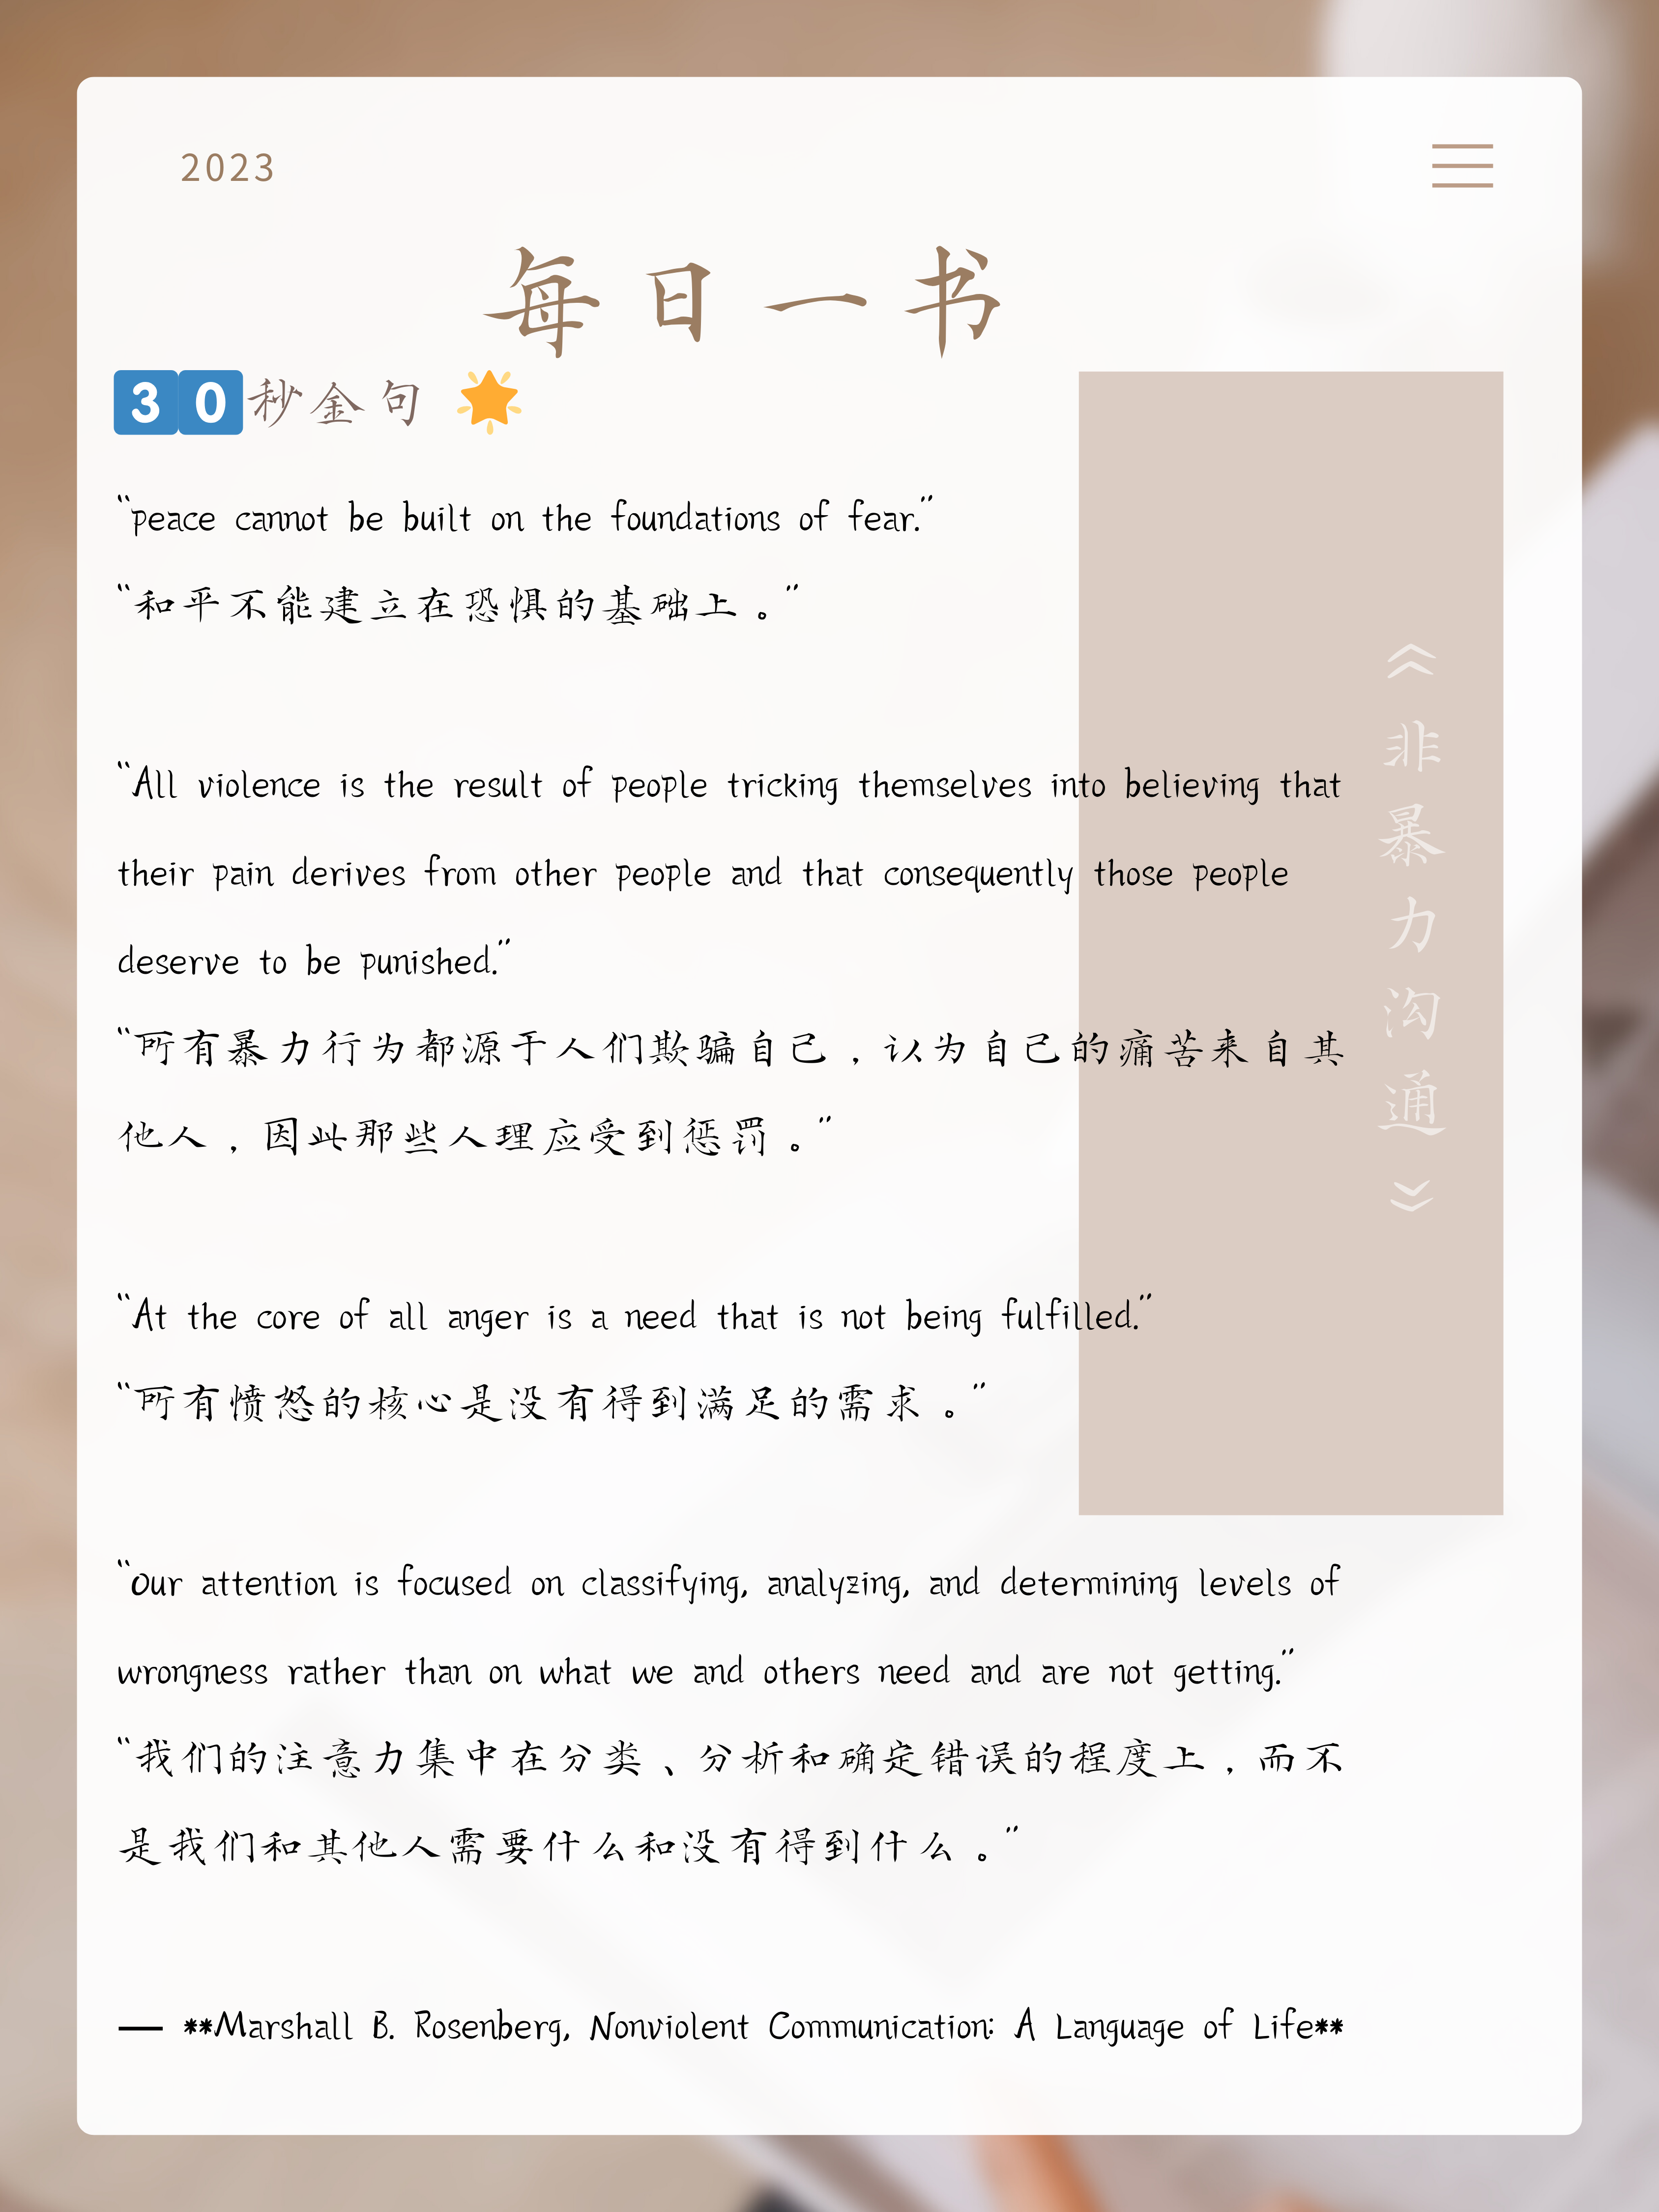 2023
每日一书
30秒金句 🌟
“peace cannot be built on the foundations of fear.”
“和平不能建立在恐惧的基础上。”
“All violence is the result of people tricking themselves into believing that
their pain derives from other people and that consequently those people
deserve to be punished.”
“所有暴力行为都源于人们欺骗自己，认为自己的痛苦来自其
他人，因此那些人理应受到惩罚。”
“At the core of all anger is a need that is not being fulfilled.”
“所有愤怒的核心是没有得到满足的需求。”
“Our attention is focused on classifying, analyzing, and determining levels of
wrongness rather than on what we and others need and are not getting.”
“我们的注意力集中在分类、分析和确定错误的程度上，而不
是我们和其他人需要什么和没有得到什么。”
— **Marshall B. Rosenberg, Nonviolent Communication: A Language of Life**
《非暴力沟通》